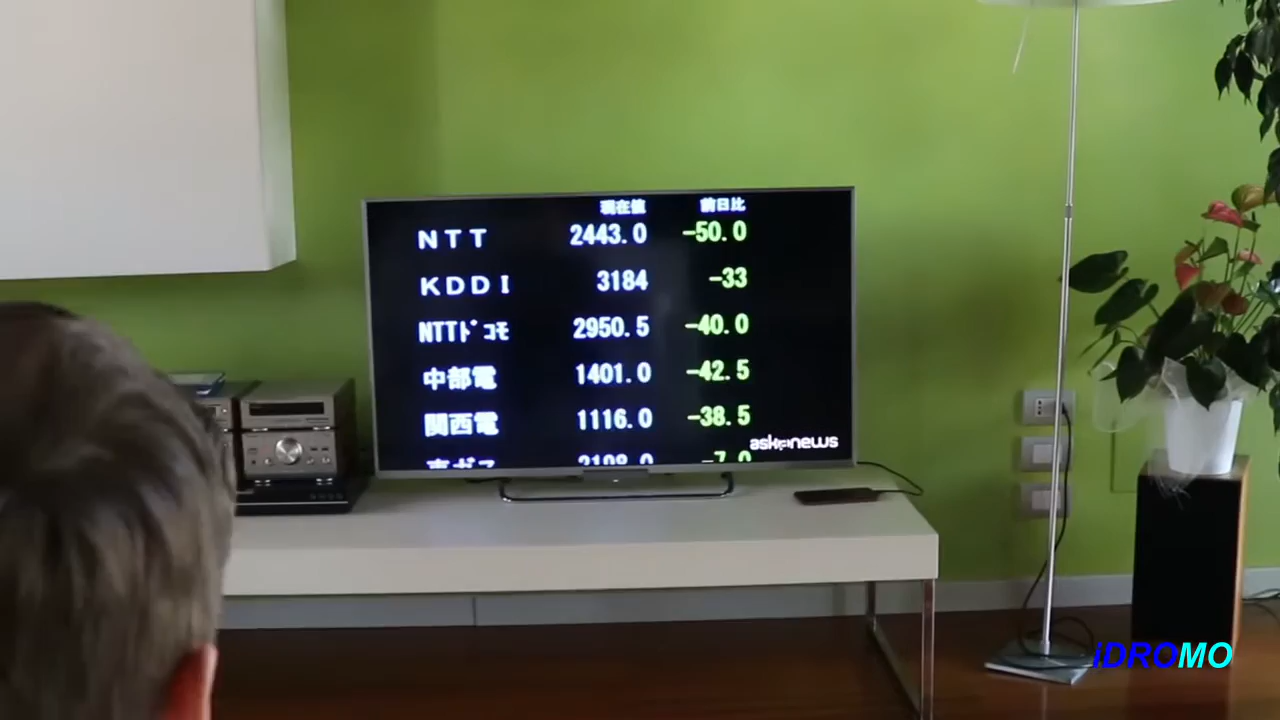 現在値 前日比
NTT 2443.0 -50.0
KDDI 3184 -33
NTTドコモ 2950.5 -40.0
中部電 1401.0 -42.5
関西電 1116.0 -38.5
-7.0
askanews
IDROMO